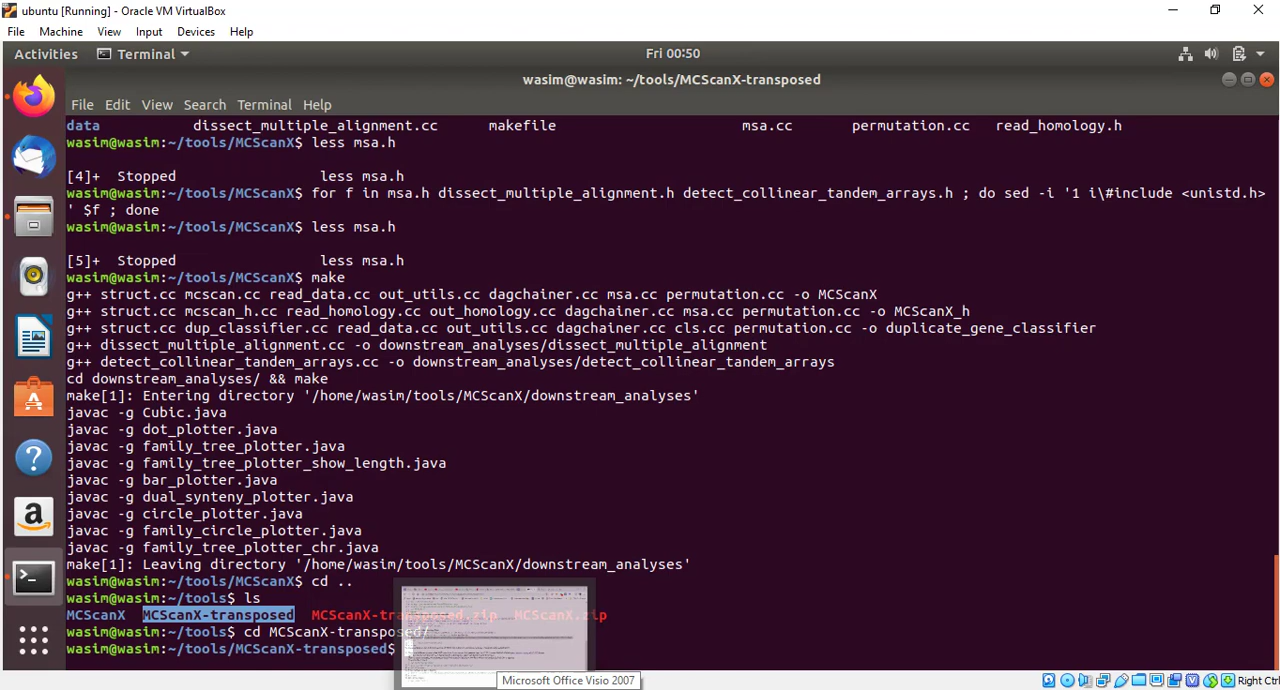 ubuntu [Running] - Oracle VM VirtualBox
File Machine View Input Devices Help
Activities Terminal Fri 00:50
wasim@wasim: ~/tools/MCScanX-transposed
File Edit View Search Terminal Help
data dissect_multiple_alignment.cc makefile msa.cc permutation.cc read_homology.h
wasim@wasim:~/tools/MCScanX$ less msa.h
[4]+ Stopped less msa.h
wasim@wasim:~/tools/MCScanX$ for f in msa.h dissect_multiple_alignment.h detect_collinear_tandem_arrays.h ; do sed -i '1 i\#include <unistd.h>
' $f ; done
wasim@wasim:~/tools/MCScanX$ less msa.h
[5]+ Stopped less msa.h
wasim@wasim:~/tools/MCScanX$ make
g++ struct.cc mcscan.cc read_data.cc out_utils.cc dagchainer.cc msa.cc permutation.cc -o MCScanX
g++ struct.cc mcscan_h.cc read_homology.cc out_homology.cc dagchainer.cc msa.cc permutation.cc -o MCScanX_h
g++ struct.cc dup_classifier.cc read_data.cc out_utils.cc dagchainer.cc cls.cc permutation.cc -o duplicate_gene_classifier
g++ dissect_multiple_alignment.cc -o downstream_analyses/dissect_multiple_alignment
g++ detect_collinear_tandem_arrays.cc -o downstream_analyses/detect_collinear_tandem_arrays
cd downstream_analyses/ && make
make[1]: Entering directory '/home/wasim/tools/MCScanX/downstream_analyses'
javac -g Cubic.java
javac -g dot_plotter.java
javac -g family_tree_plotter.java
javac -g family_tree_plotter_show_length.java
javac -g bar_plotter.java
javac -g dual_synteny_plotter.java
javac -g circle_plotter.java
javac -g family_circle_plotter.java
javac -g family_tree_plotter_chr.java
make[1]: Leaving directory '/home/wasim/tools/MCScanX/downstream_analyses'
wasim@wasim:~/tools/MCScanX$ cd ..
wasim@wasim:~/tools$ ls
MCScanX MCScanX-transposed MCScanX-transposed.zip MCScanX.zip
wasim@wasim:~/tools$ cd MCScanX-transposed/
wasim@wasim:~/tools/MCScanX-transposed$
Microsoft Office Visio 2007
Right Ctrl